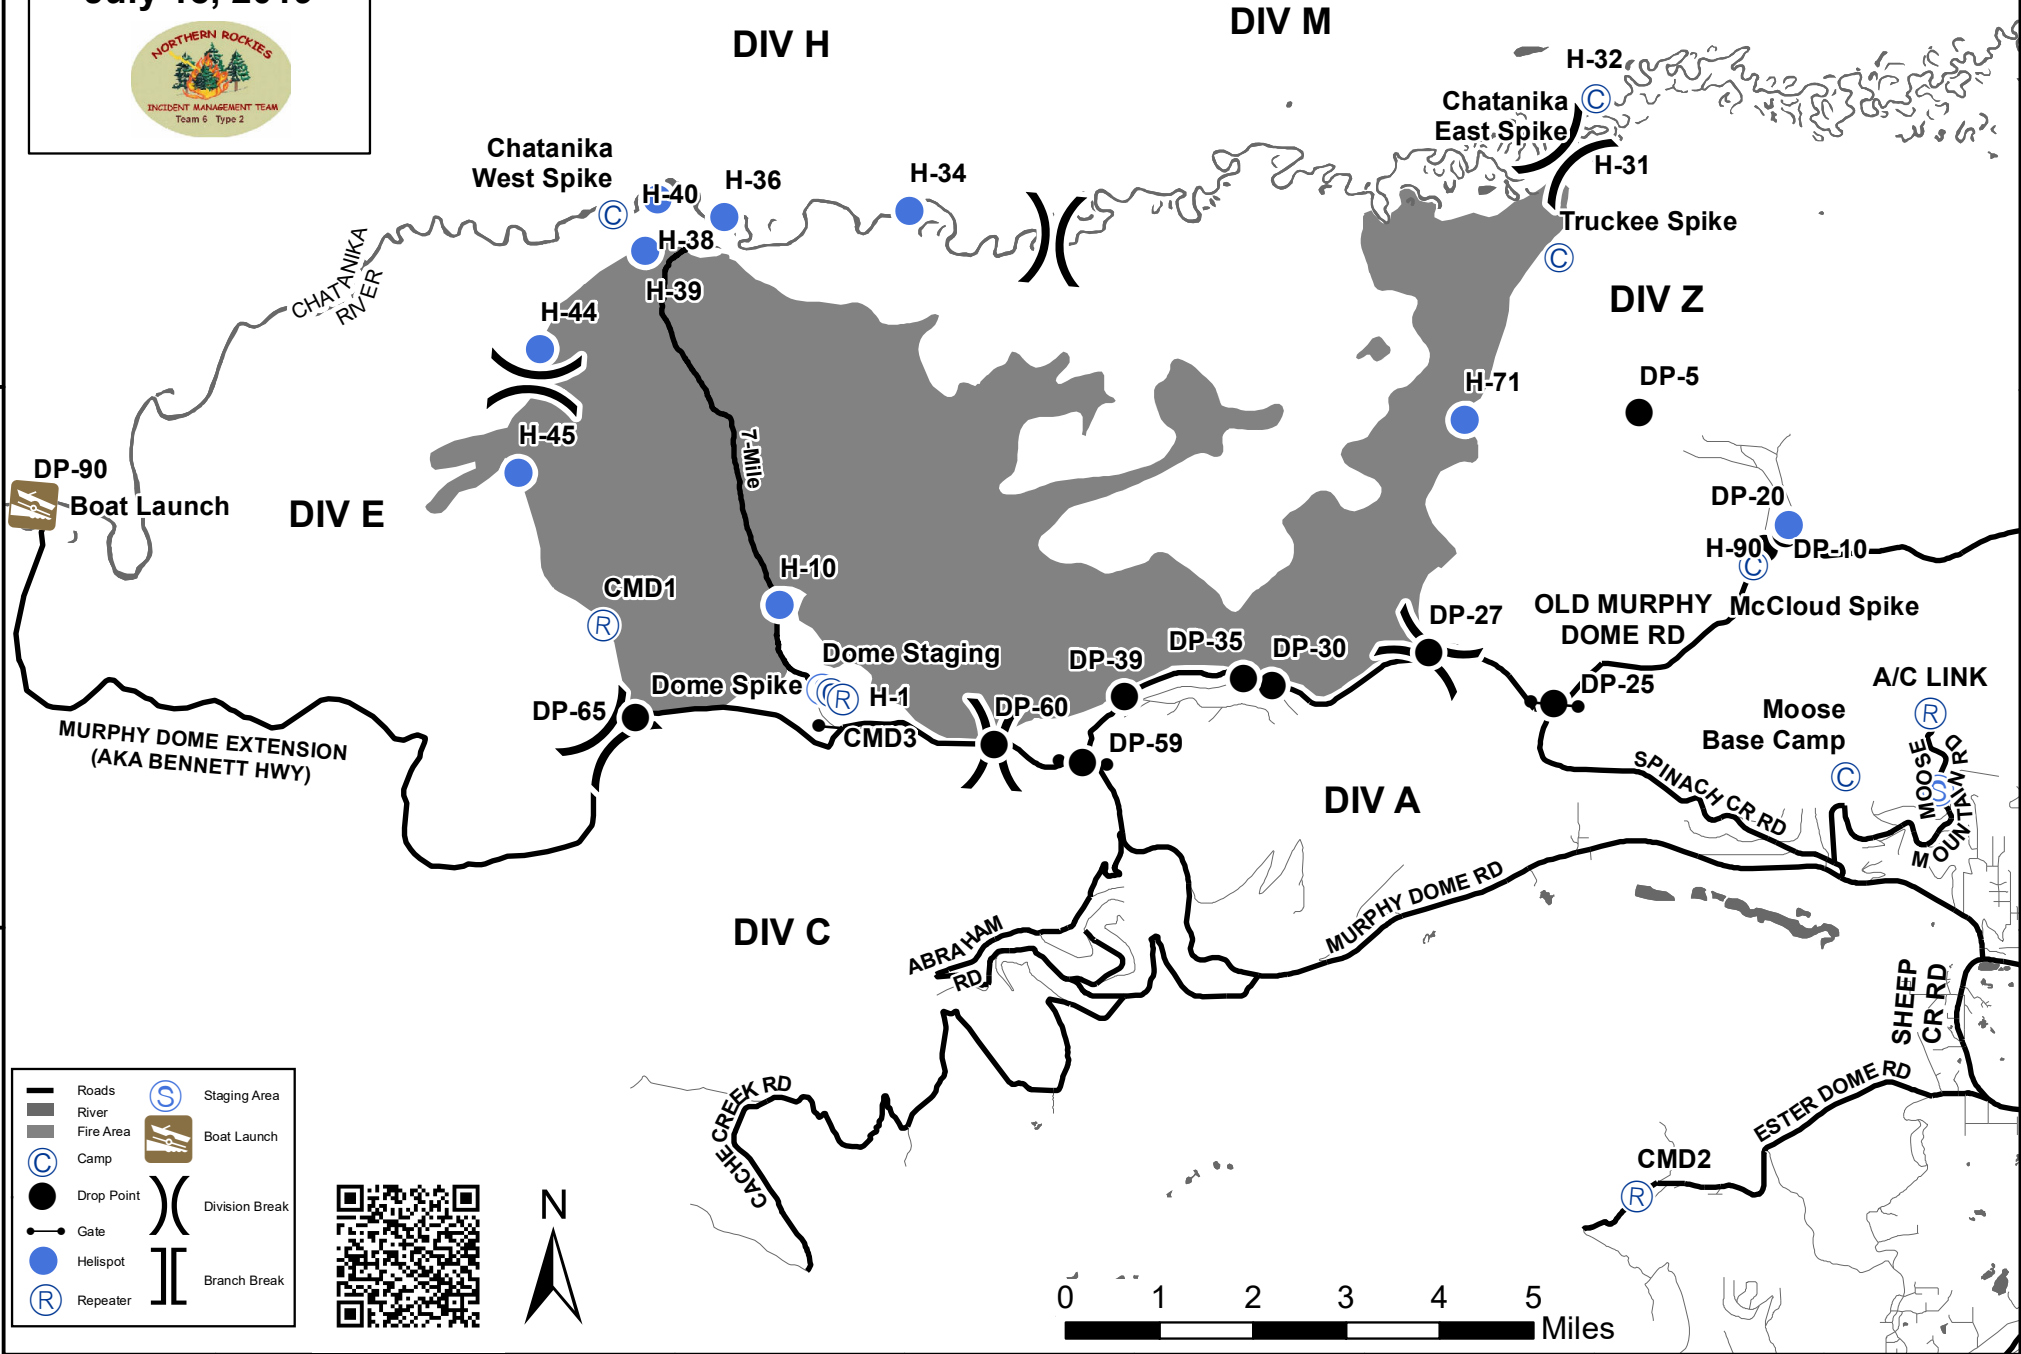 NORTHERN ROCKIES
INCIDENT MANAGEMENT TEAM
Team 6 Type 2
DIV H
DIV M
H-32
Chatanika
East Spike
H-31
Truckee Spike
Chatanika
West Spike
C
C
C
H-40
H-36
H-34
H-38
H-39
CHATANIKA
RIVER
H-44
H-45
7-Mile
DIV Z
H-71
DP-5
DP-90
Boat Launch
DIV E
DP-20
H-90
DP-10
C
McCloud Spike
OLD MURPHY
DOME RD
H-10
CMD1
R
DP-27
DP-35
DP-30
DP-39
Dome Staging
Dome Spike
R
H-1
CMD3
DP-65
DP-60
DP-59
DP-25
A/C LINK
R
Moose
Base Camp
C
S
MOOSE
MOUNTAIN RD
MURPHY DOME EXTENSION
(AKA BENNETT HWY)
SPINACH CR RD
DIV A
MURPHY DOME RD
DIV C
ABRAHAM
RD
SHEEP
CR RD
CACHE CREEK RD
ESTER DOME RD
CMD2
R
Roads
River
Fire Area
C Camp
Drop Point
Gate
Helispot
R Repeater
S Staging Area
Boat Launch
Division Break
Branch Break
N
0 1 2 3 4 5
Miles